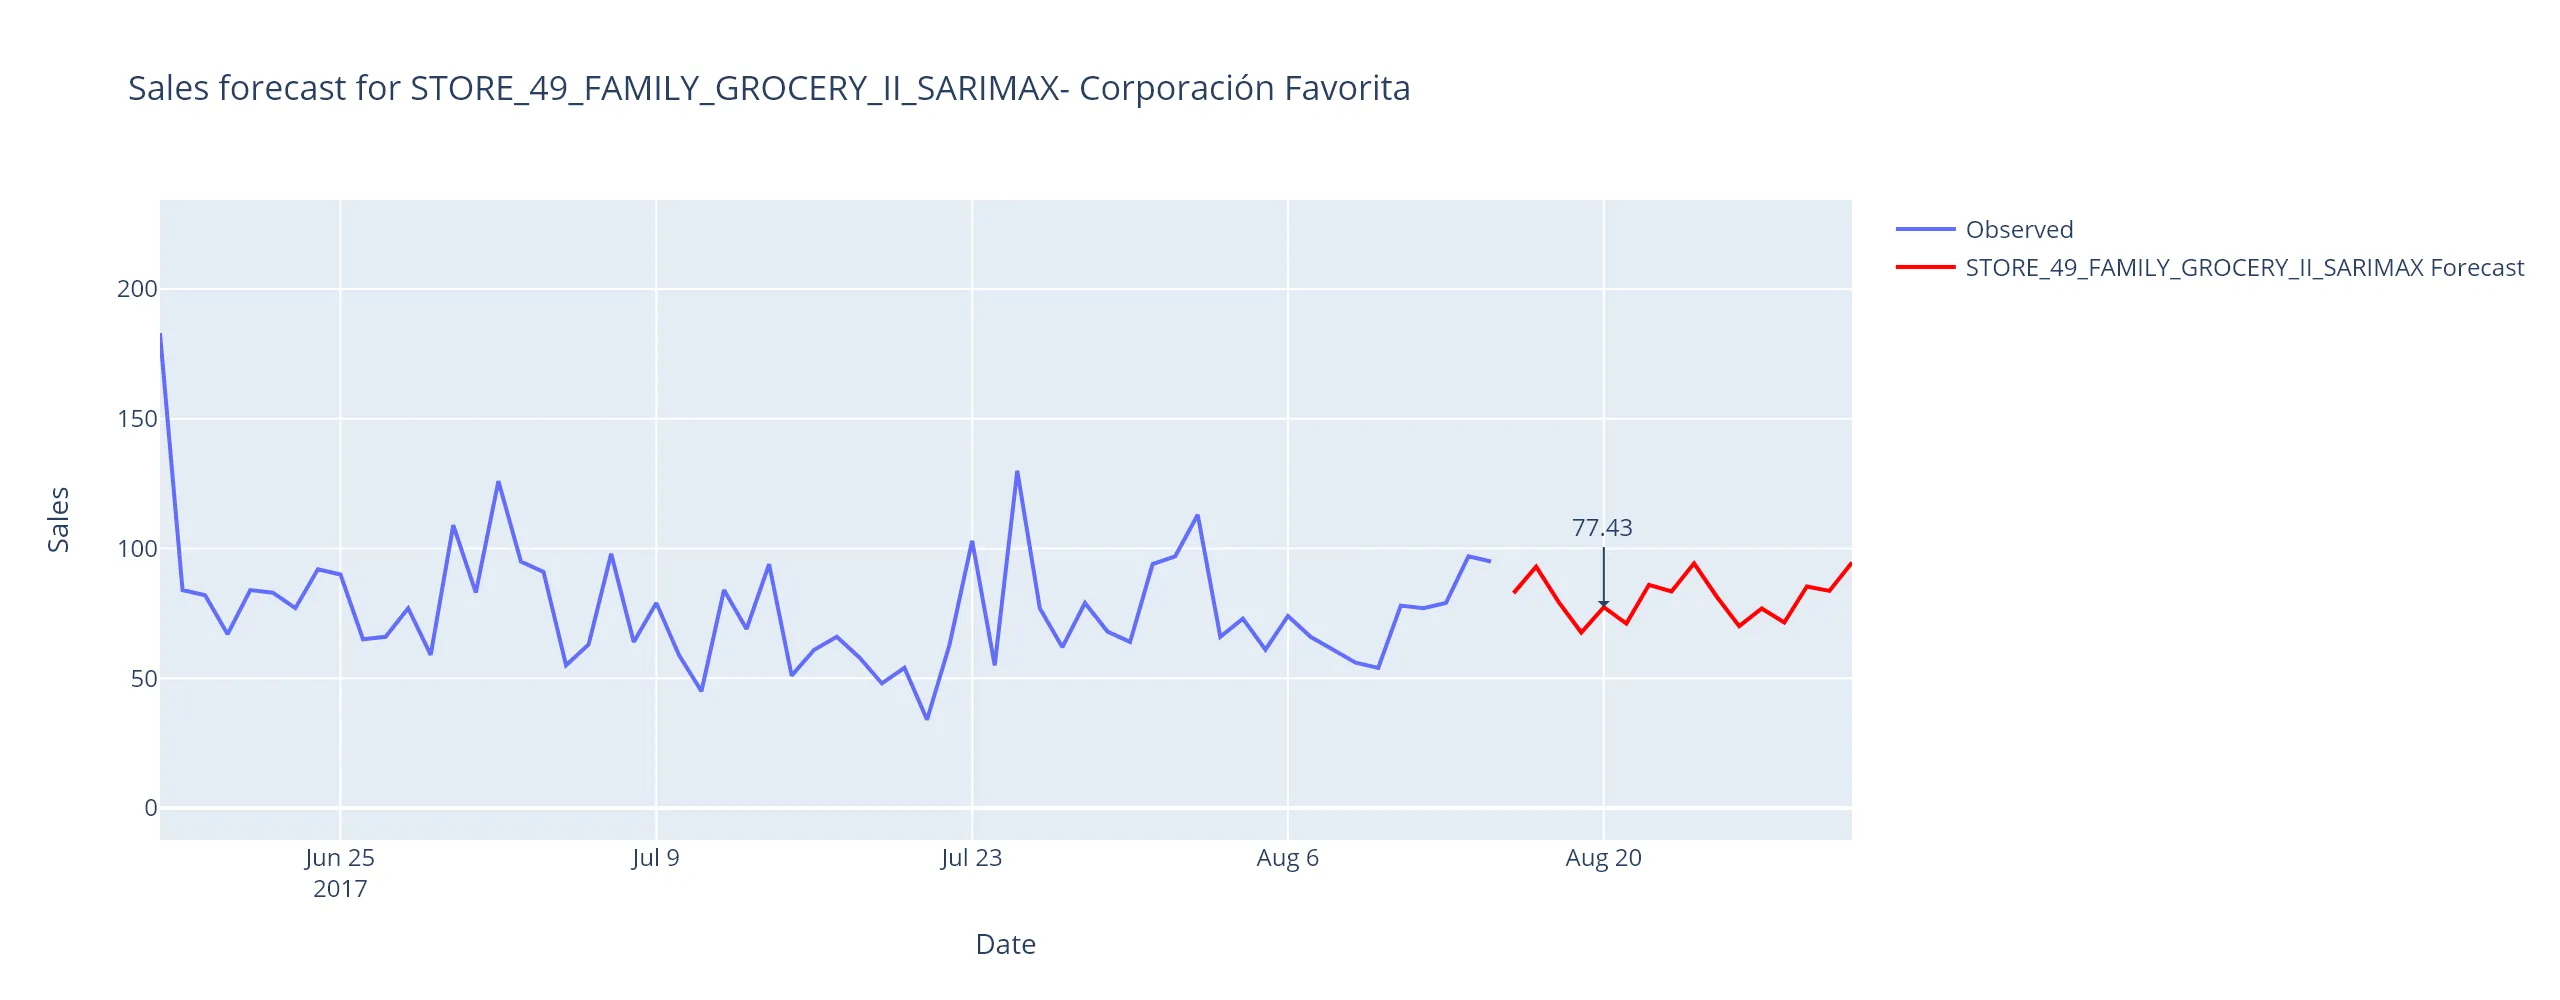 Sales forecast for STORE_49_FAMILY_GROCERY_II_SARIMAX- Corporación Favorita
Observed
STORE_49_FAMILY_GROCERY_II_SARIMAX Forecast
200
150
100
50
0
Sales
77.43
Jun 25
2017
Jul 9
Jul 23
Aug 6
Aug 20
Date